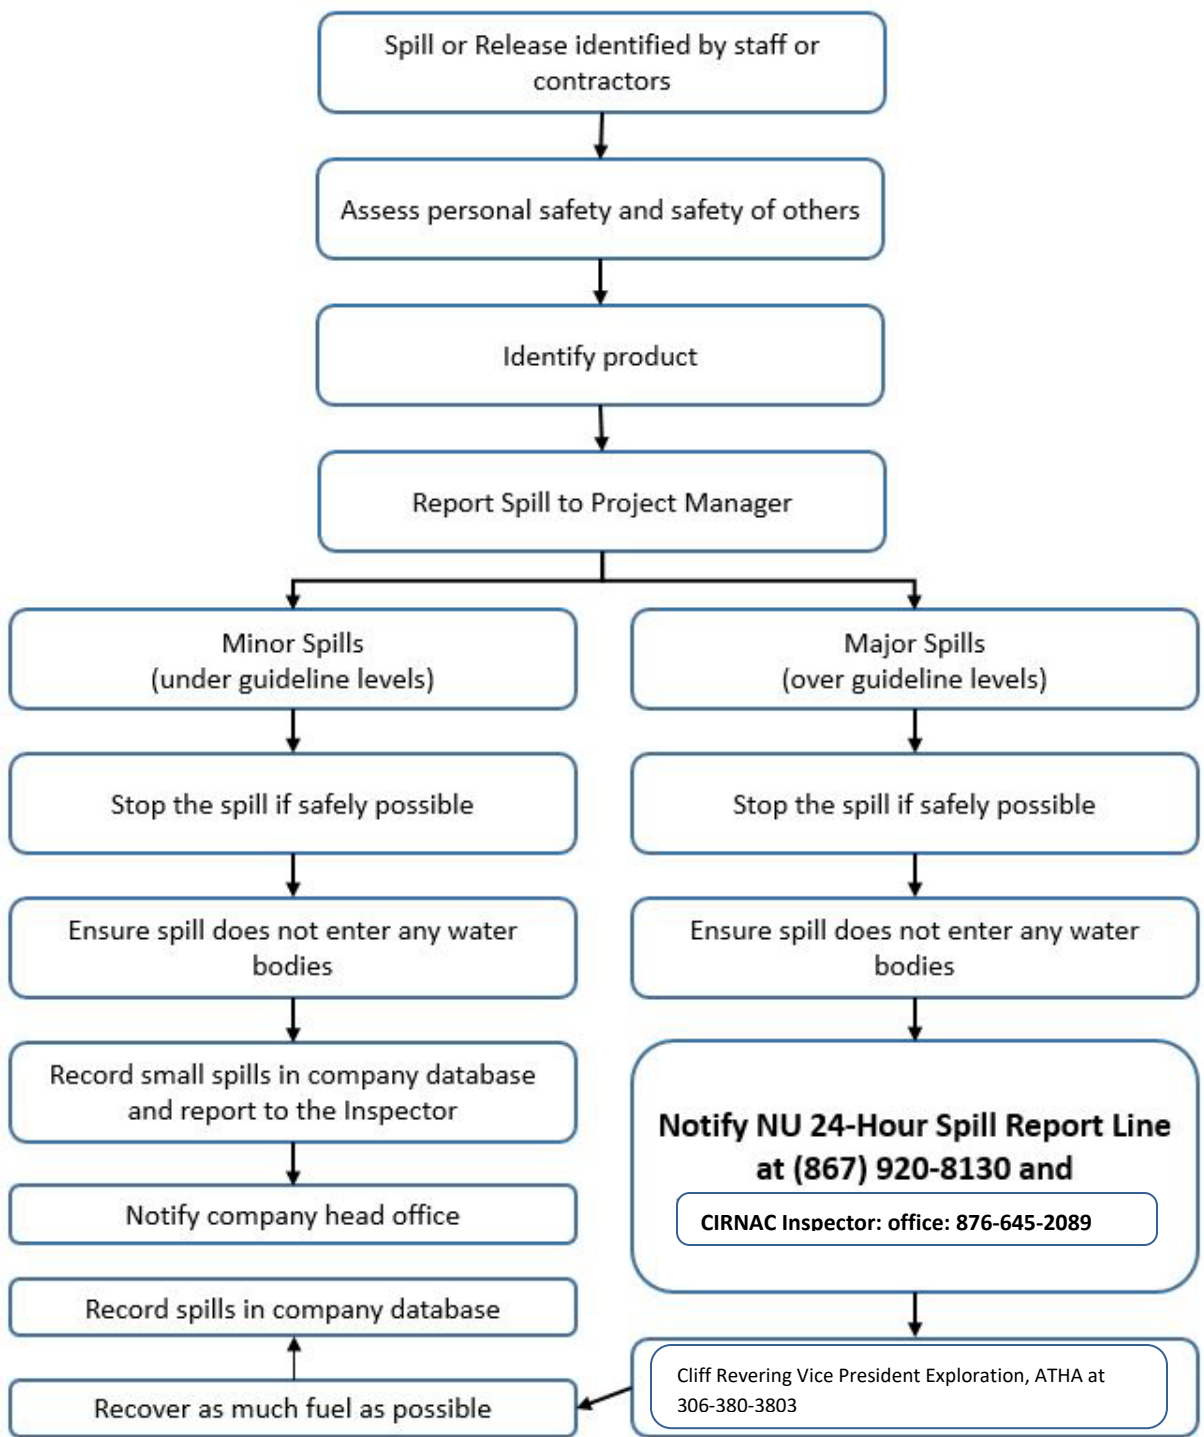 Spill or Release identified by staff or
contractors
Assess personal safety and safety of others
Identify product
Report Spill to Project Manager
Minor Spills
(under guideline levels)
Stop the spill if safely possible
Ensure spill does not enter any water
bodies
Record small spills in company database
and report to the Inspector
Notify company head office
Major Spills
(over guideline levels)
Stop the spill if safely possible
Ensure spill does not enter any water
bodies
Notify NU 24-Hour Spill Report Line
at (867) 920-8130 and
CIRNAC Inspector: office: 876-645-2089
Cliff Revering Vice President Exploration, ATHA at
306-380-3803
Recover as much fuel as possible
Record spills in company database